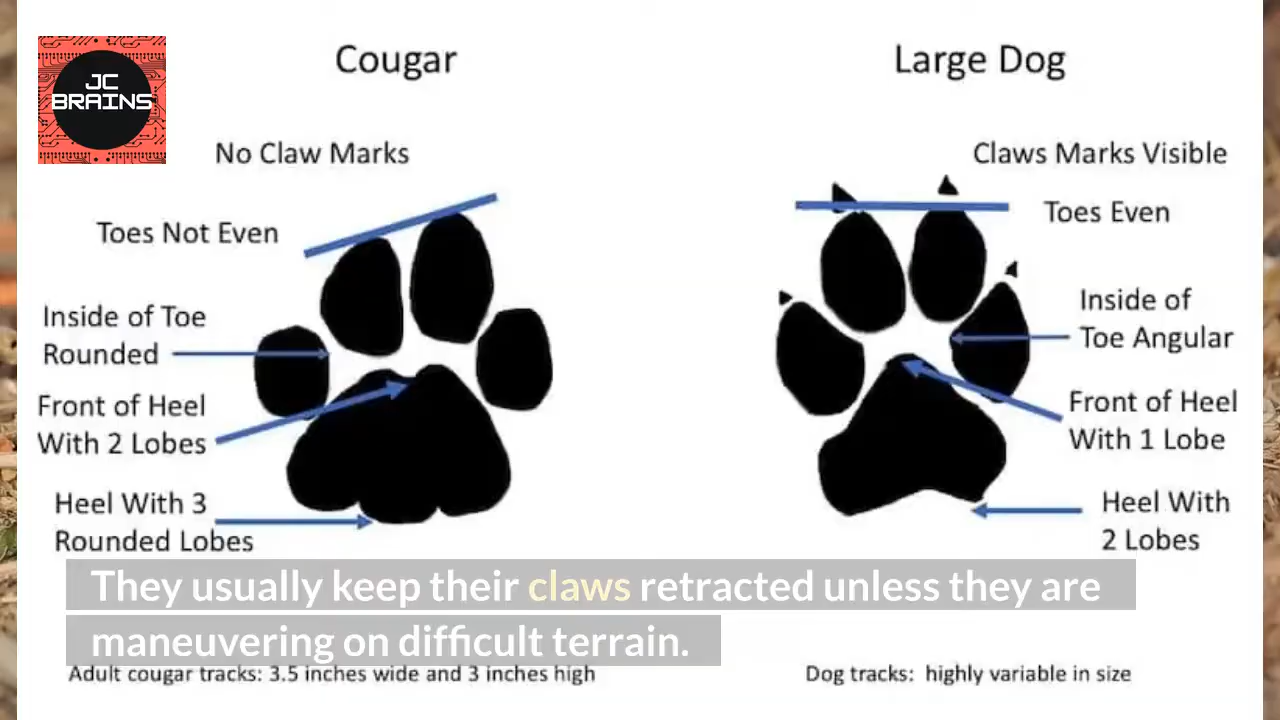 JC
BRAINS
Cougar
No Claw Marks
Toes Not Even
Inside of Toe
Rounded
Front of Heel
With 2 Lobes
Heel With 3
Rounded Lobes
Large Dog
Claws Marks Visible
Toes Even
Inside of
Toe Angular
Front of Heel
With 1 Lobe
Heel With
2 Lobes
They usually keep their claws retracted unless they are
maneuvering on difficult terrain.
Adult cougar tracks: 3.5 inches wide and 3 inches high
Dog tracks: highly variable in size